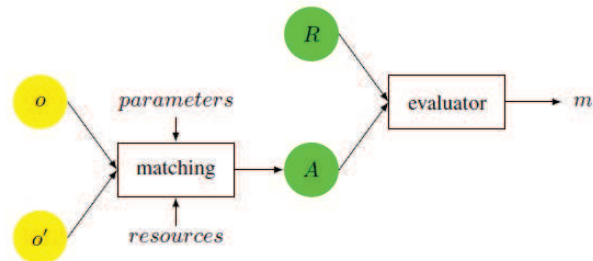 R
o
parameters
evaluator
m
matching
A
o′
resources